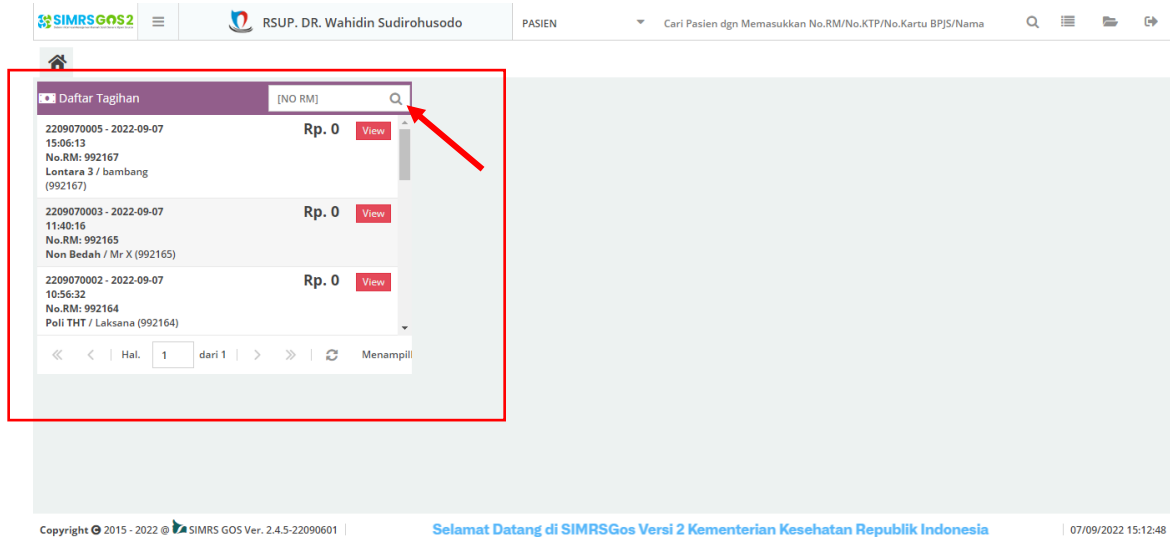 SIMRSGOS2
RSUP. DR. Wahidin Sudirohusodo
PASIEN
Cari Pasien dgn Memasukkan No.RM/No.KTP/No.Kartu BPJS/Nama
Daftar Tagihan
[NO RM]
2209070005 - 2022-09-07
15:06:13
No.RM: 992167
Lontara 3 / bambang
(992167)
Rp. 0
View
2209070003 - 2022-09-07
11:40:16
No.RM: 992165
Non Bedah / Mr X (992165)
Rp. 0
View
2209070002 - 2022-09-07
10:56:32
No.RM: 992164
Poli THT / Laksana (992164)
Rp. 0
View
Hal. 1 dari 1
Menampil
Copyright © 2015 - 2022 @ SIMRS GOS Ver. 2.4.5-22090601
Selamat Datang di SIMRSGos Versi 2 Kementerian Kesehatan Republik Indonesia
07/09/2022 15:12:48